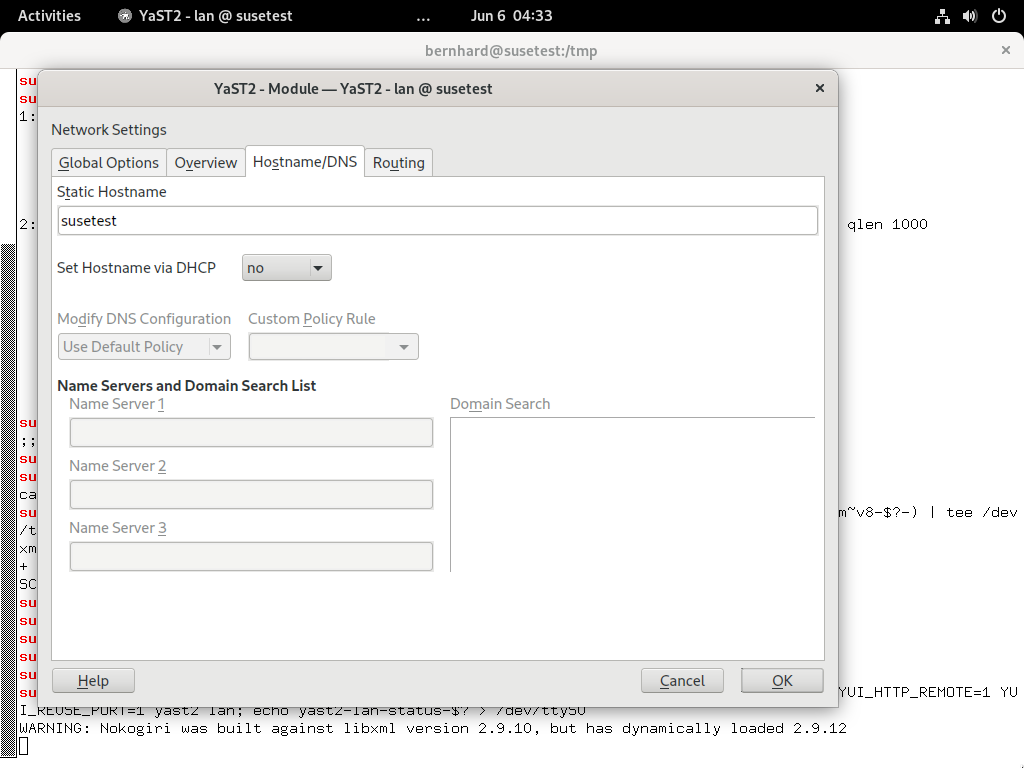 Activities YaST2 - lan @ susetest ... Jun 6 04:33
bernhard@susetest:/tmp ×
su
YaST2 - Module — YaST2 - lan @ susetest ×
su
1:
Network Settings
Global Options Overview Hostname/DNS Routing
Static Hostname
susetest
2: qlen 1000
Set Hostname via DHCP no
Modify DNS Configuration Custom Policy Rule
Use Default Policy
Name Servers and Domain Search List
Name Server 1 Domain Search
su
;;
su
Name Server 2
su
ca
su m~v8-$?-) | tee /dev
/t
Name Server 3
xm
+
SC
su
su
su
su
su
Help Cancel OK
su YUI_HTTP_REMOTE=1 YU
I_REUSE_PORT=1 yast2 lan; echo yast2-lan-status-$? > /dev/ttyS0
WARNING: Nokogiri was built against libxml version 2.9.10, but has dynamically loaded 2.9.12